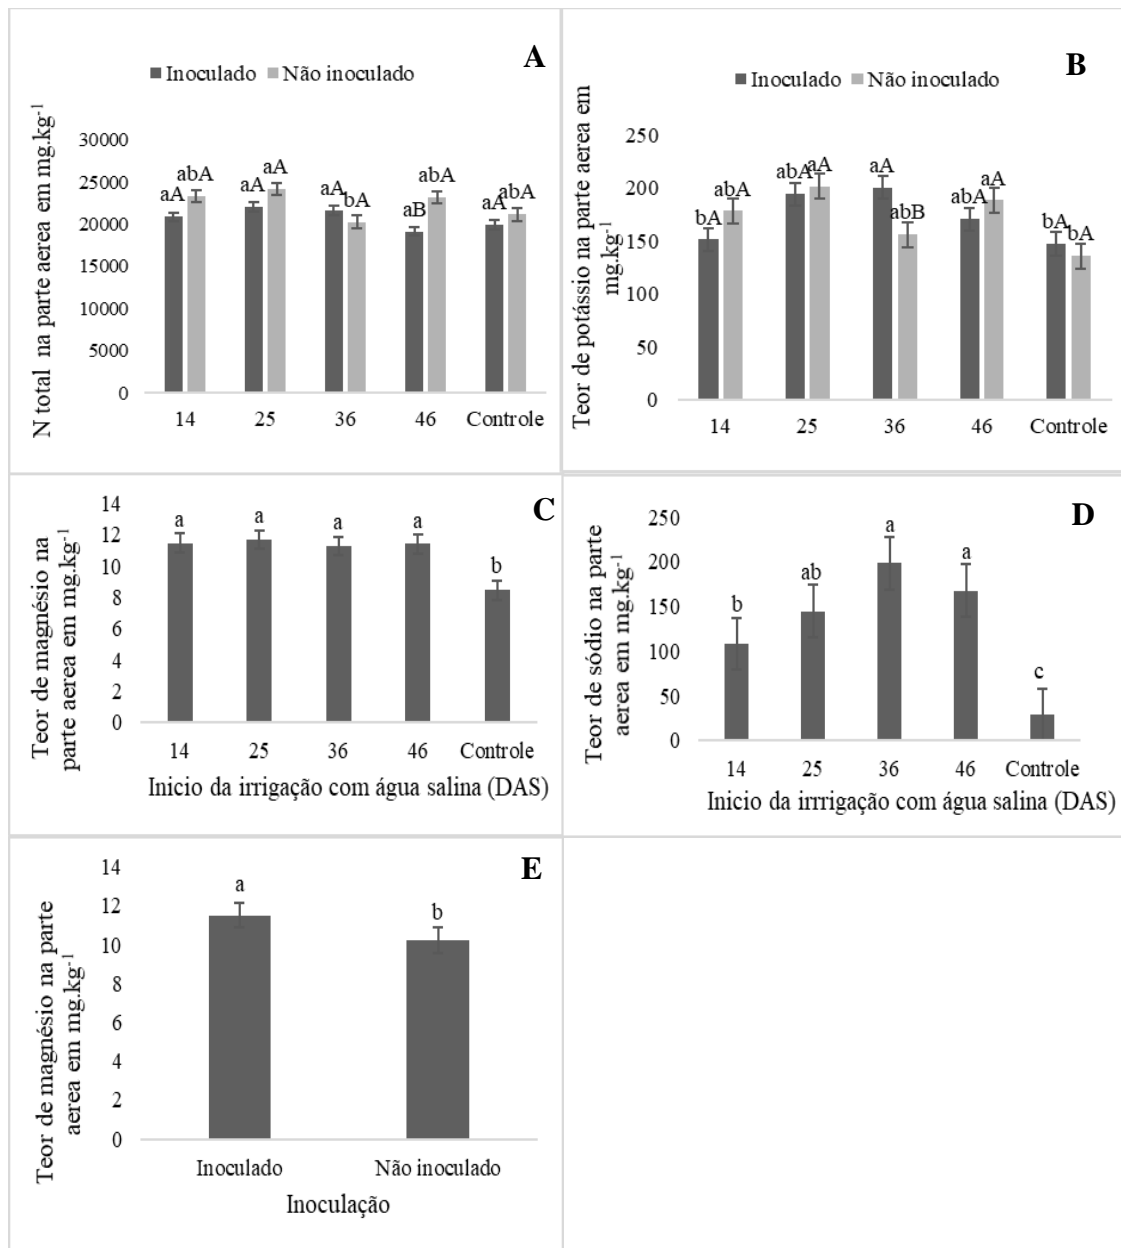 A
Inoculado Não inoculado
N total na parte aerea em mg.kg-1
30000
25000
20000
15000
10000
5000
0
aA abA aA aA aA bA aB abA aA abA
14 25 36 46 Controle
B
Inoculado Não inoculado
Teor de potássio na parte aerea em
mg.kg-1
250
200
150
100
50
0
bA abA abA aA aA abB abA aA bA bA
14 25 36 46 Controle
C
Teor de magnésio na
parte aerea em mg.kg-1
14
12
10
8
6
4
2
0
a a a a b
14 25 36 46 Controle
Inicio da irrigação com água salina (DAS)
D
Teor de sódio na parte
aerea em mg.kg-1
250
200
150
100
50
0
b ab a a c
14 25 36 46 Controle
Inicio da irrrigação com água salina (DAS)
E
Teor de magnésio na parte
aerea em mg.kg-1
14
12
10
8
6
4
2
0
a b
Inoculado Não inoculado
Inoculação